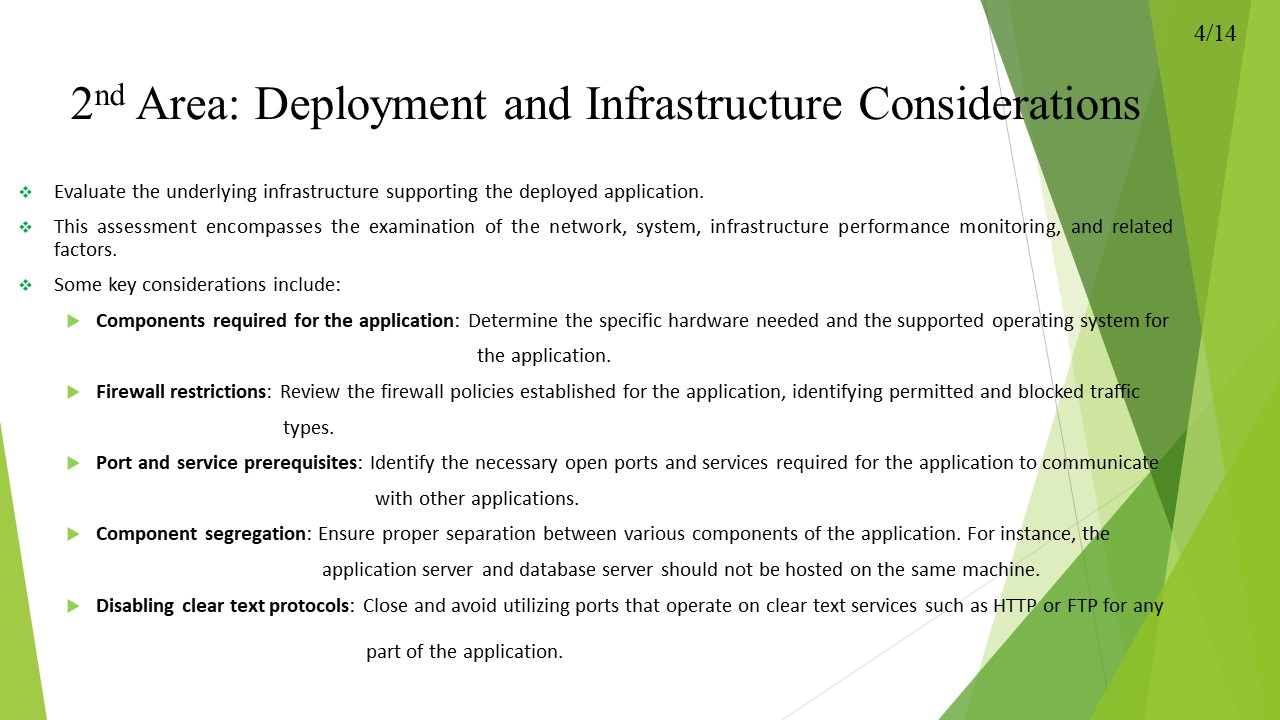 4/14
2nd Area: Deployment and Infrastructure Considerations
Evaluate the underlying infrastructure supporting the deployed application.
This assessment encompasses the examination of the network, system, infrastructure performance monitoring, and related
factors.
Some key considerations include:
Components required for the application: Determine the specific hardware needed and the supported operating system for
the application.
Firewall restrictions: Review the firewall policies established for the application, identifying permitted and blocked traffic
types.
Port and service prerequisites: Identify the necessary open ports and services required for the application to communicate
with other applications.
Component segregation: Ensure proper separation between various components of the application. For instance, the
application server and database server should not be hosted on the same machine.
Disabling clear text protocols: Close and avoid utilizing ports that operate on clear text services such as HTTP or FTP for any
part of the application.